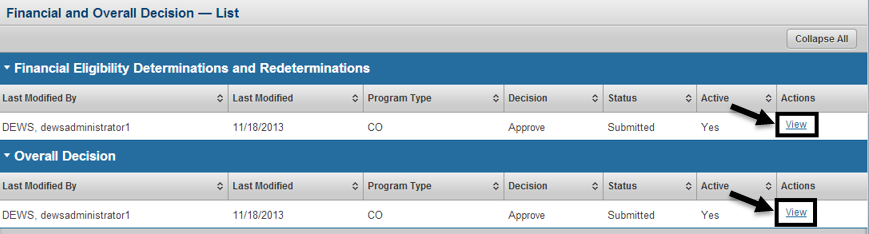 Financial and Overall Decision — List
Collapse All
Financial Eligibility Determinations and Redeterminations
Last Modified By Last Modified Program Type Decision Status Active Actions
DEWS, dewsadministrator1 11/18/2013 CO Approve Submitted Yes View
Overall Decision
Last Modified By Last Modified Program Type Decision Status Active Actions
DEWS, dewsadministrator1 11/18/2013 CO Approve Submitted Yes View